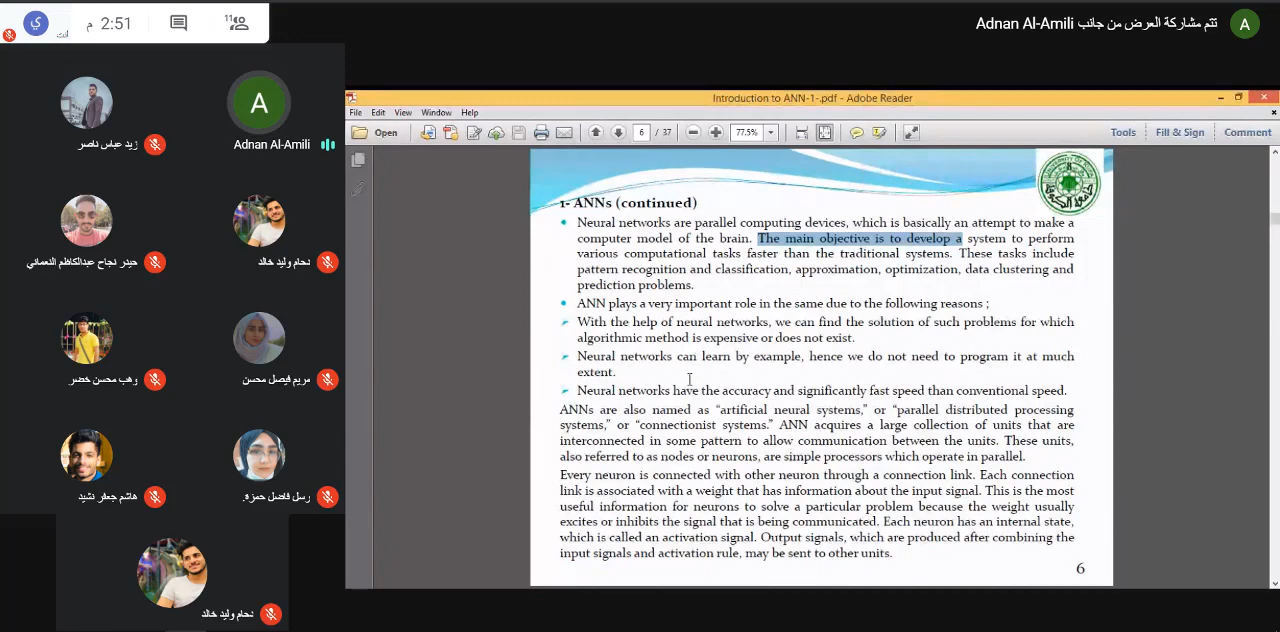 ي
أنت
2:51 م
11
تتم مشاركة العرض من جانب Adnan Al-Amili
A
زيد عباس ناصر
A
Adnan Al-Amili
حيدر نجاح عبدالكاظم النعماني
دحام وليد خالد
وهب محسن خضر
مريم فيصل محسن
هاشم جعفر نشيد
رسل فاضل حمزة.
دحام وليد خالد
Introduction to ANN-1-.pdf - Adobe Reader
File Edit View Window Help
Open 6 / 37 77.5% Tools Fill & Sign Comment
1- ANNs (continued)
Neural networks are parallel computing devices, which is basically an attempt to make a
computer model of the brain. The main objective is to develop a system to perform
various computational tasks faster than the traditional systems. These tasks include
pattern recognition and classification, approximation, optimization, data clustering and
prediction problems.
ANN plays a very important role in the same due to the following reasons ;
With the help of neural networks, we can find the solution of such problems for which
algorithmic method is expensive or does not exist.
Neural networks can learn by example, hence we do not need to program it at much
extent.
Neural networks have the accuracy and significantly fast speed than conventional speed.
ANNs are also named as “artificial neural systems,” or “parallel distributed processing
systems,” or “connectionist systems.” ANN acquires a large collection of units that are
interconnected in some pattern to allow communication between the units. These units,
also referred to as nodes or neurons, are simple processors which operate in parallel.
Every neuron is connected with other neuron through a connection link. Each connection
link is associated with a weight that has information about the input signal. This is the most
useful information for neurons to solve a particular problem because the weight usually
excites or inhibits the signal that is being communicated. Each neuron has an internal state,
which is called an activation signal. Output signals, which are produced after combining the
input signals and activation rule, may be sent to other units.
6